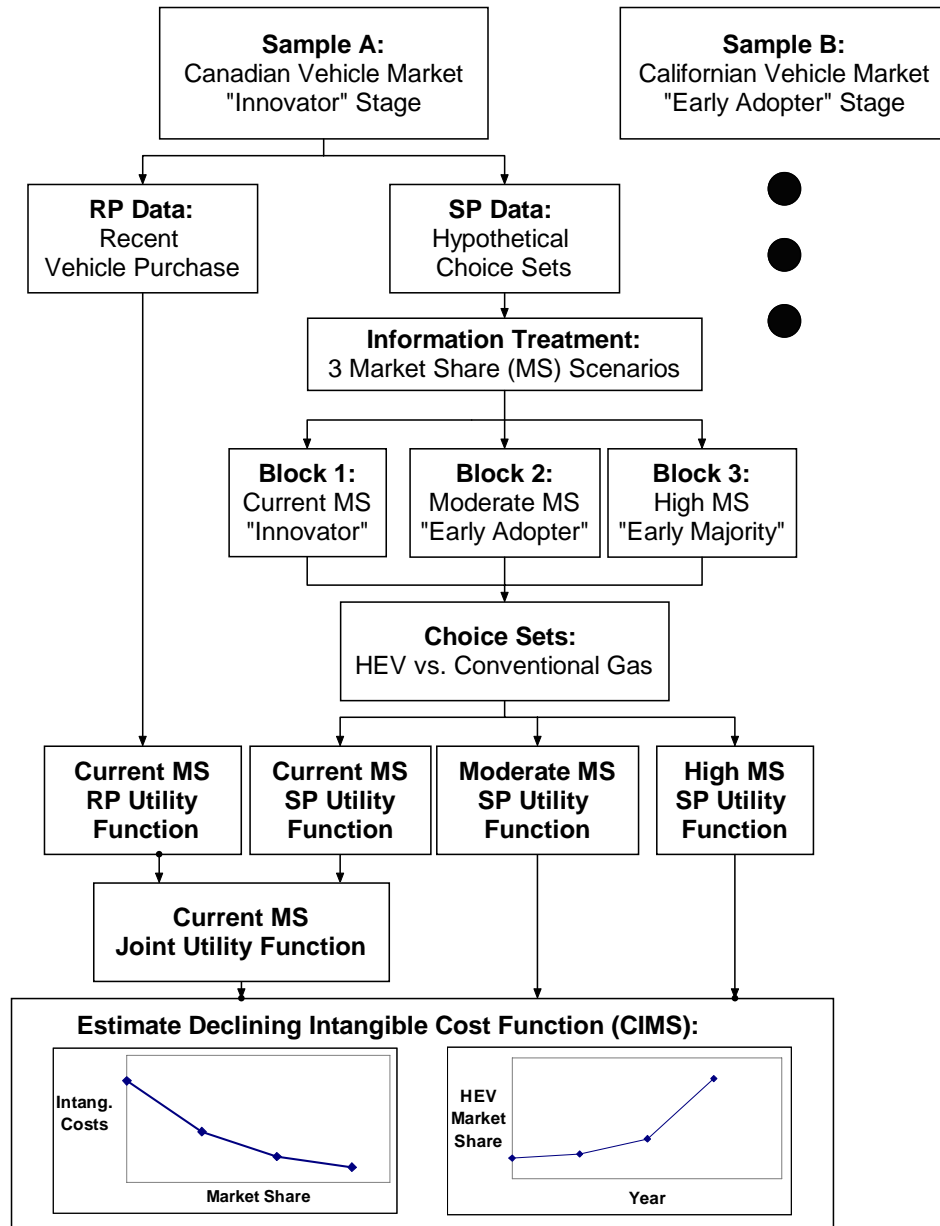 Sample A:
Canadian Vehicle Market
"Innovator" Stage
Sample B:
Californian Vehicle Market
"Early Adopter" Stage
RP Data:
Recent
Vehicle Purchase
SP Data:
Hypothetical
Choice Sets
Information Treatment:
3 Market Share (MS) Scenarios
Block 1:
Current MS
"Innovator"
Block 2:
Moderate MS
"Early Adopter"
Block 3:
High MS
"Early Majority"
Choice Sets:
HEV vs. Conventional Gas
Current MS
RP Utility
Function
Current MS
SP Utility
Function
Moderate MS
SP Utility
Function
High MS
SP Utility
Function
Current MS
Joint Utility Function
Estimate Declining Intangible Cost Function (CIMS):
Intang.
Costs
Market Share
HEV
Market
Share
Year